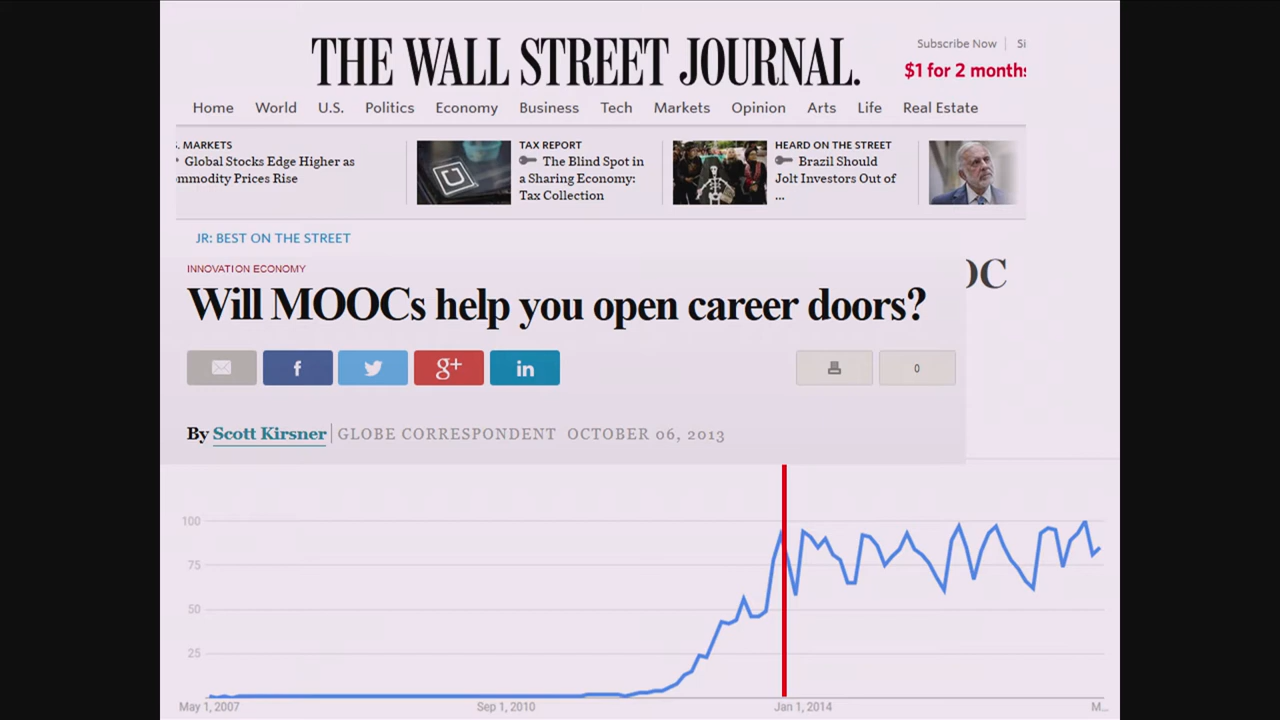 THE WALL STREET JOURNAL.
Subscribe Now
$1 for 2 months
Home World U.S. Politics Economy Business Tech Markets Opinion Arts Life Real Estate
MARKETS
Global Stocks Edge Higher as
Prices Rise
TAX REPORT
The Blind Spot in
a Sharing Economy:
Tax Collection
HEARD ON THE STREET
Brazil Should
Jolt Investors Out of
...
JR: BEST ON THE STREET
INNOVATION ECONOMY
Will MOOCs help you open career doors?
OC
f g+ in 0
By Scott Kirsner | GLOBE CORRESPONDENT OCTOBER 06, 2013
100
75
50
25
May 1, 2007 Sep 1, 2010 Jan 1, 2014 M...